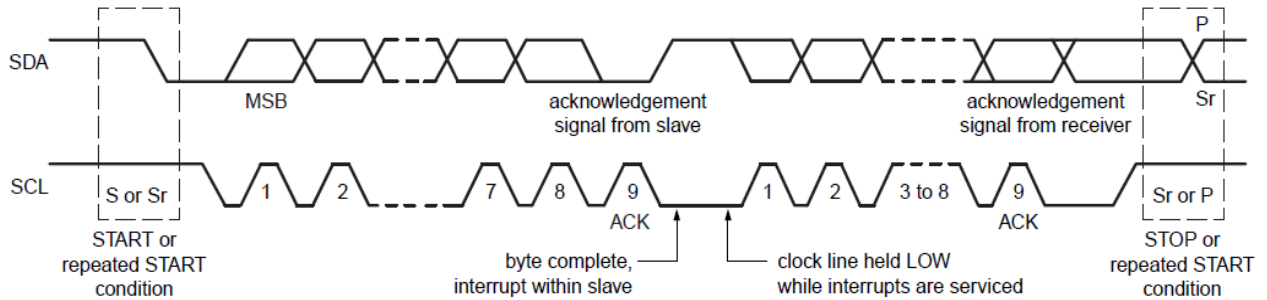 P
SDA
MSB
acknowledgement
signal from slave
acknowledgement
signal from receiver
Sr
SCL
S or Sr
1
2
7
8
9
1
2
3 to 8
9
Sr or P
ACK
ACK
START or
repeated START
condition
byte complete,
interrupt within slave
clock line held LOW
while interrupts are serviced
STOP or
repeated START
condition